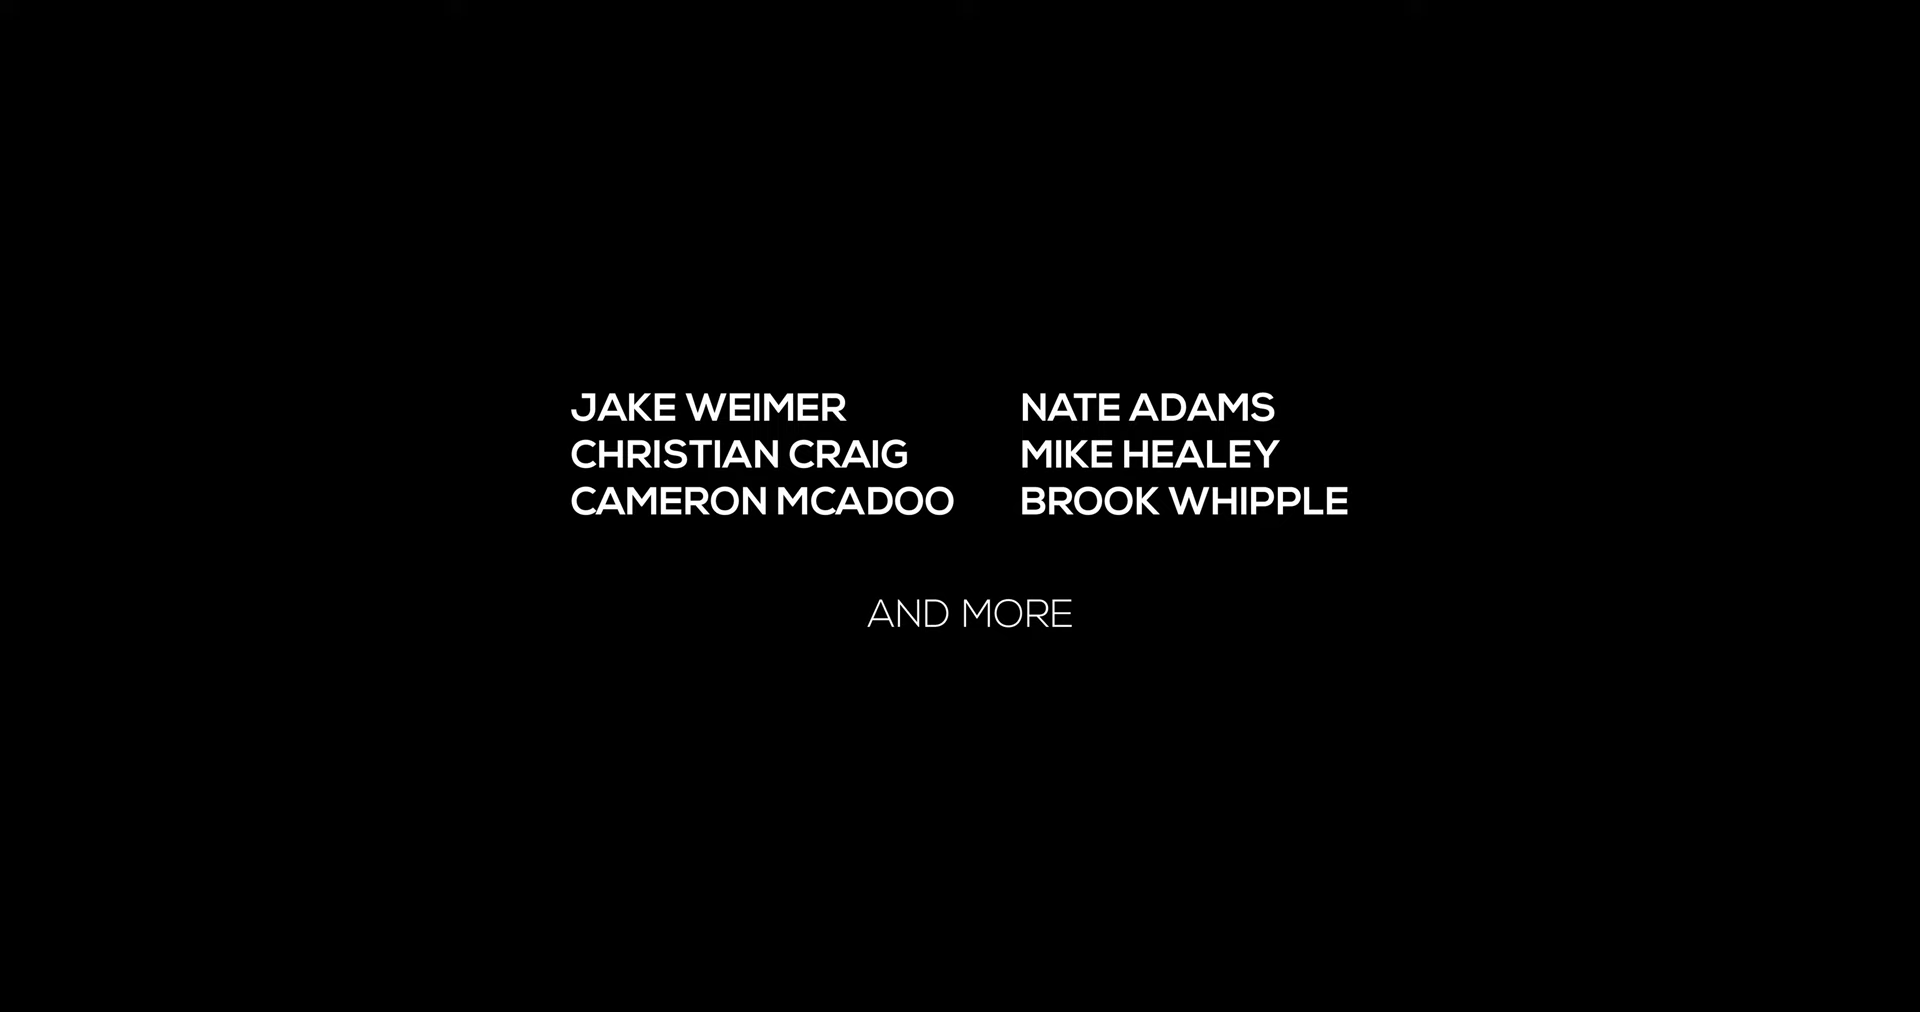 JAKE WEIMER
CHRISTIAN CRAIG
CAMERON MCADOO
NATE ADAMS
MIKE HEALEY
BROOK WHIPPLE
AND MORE